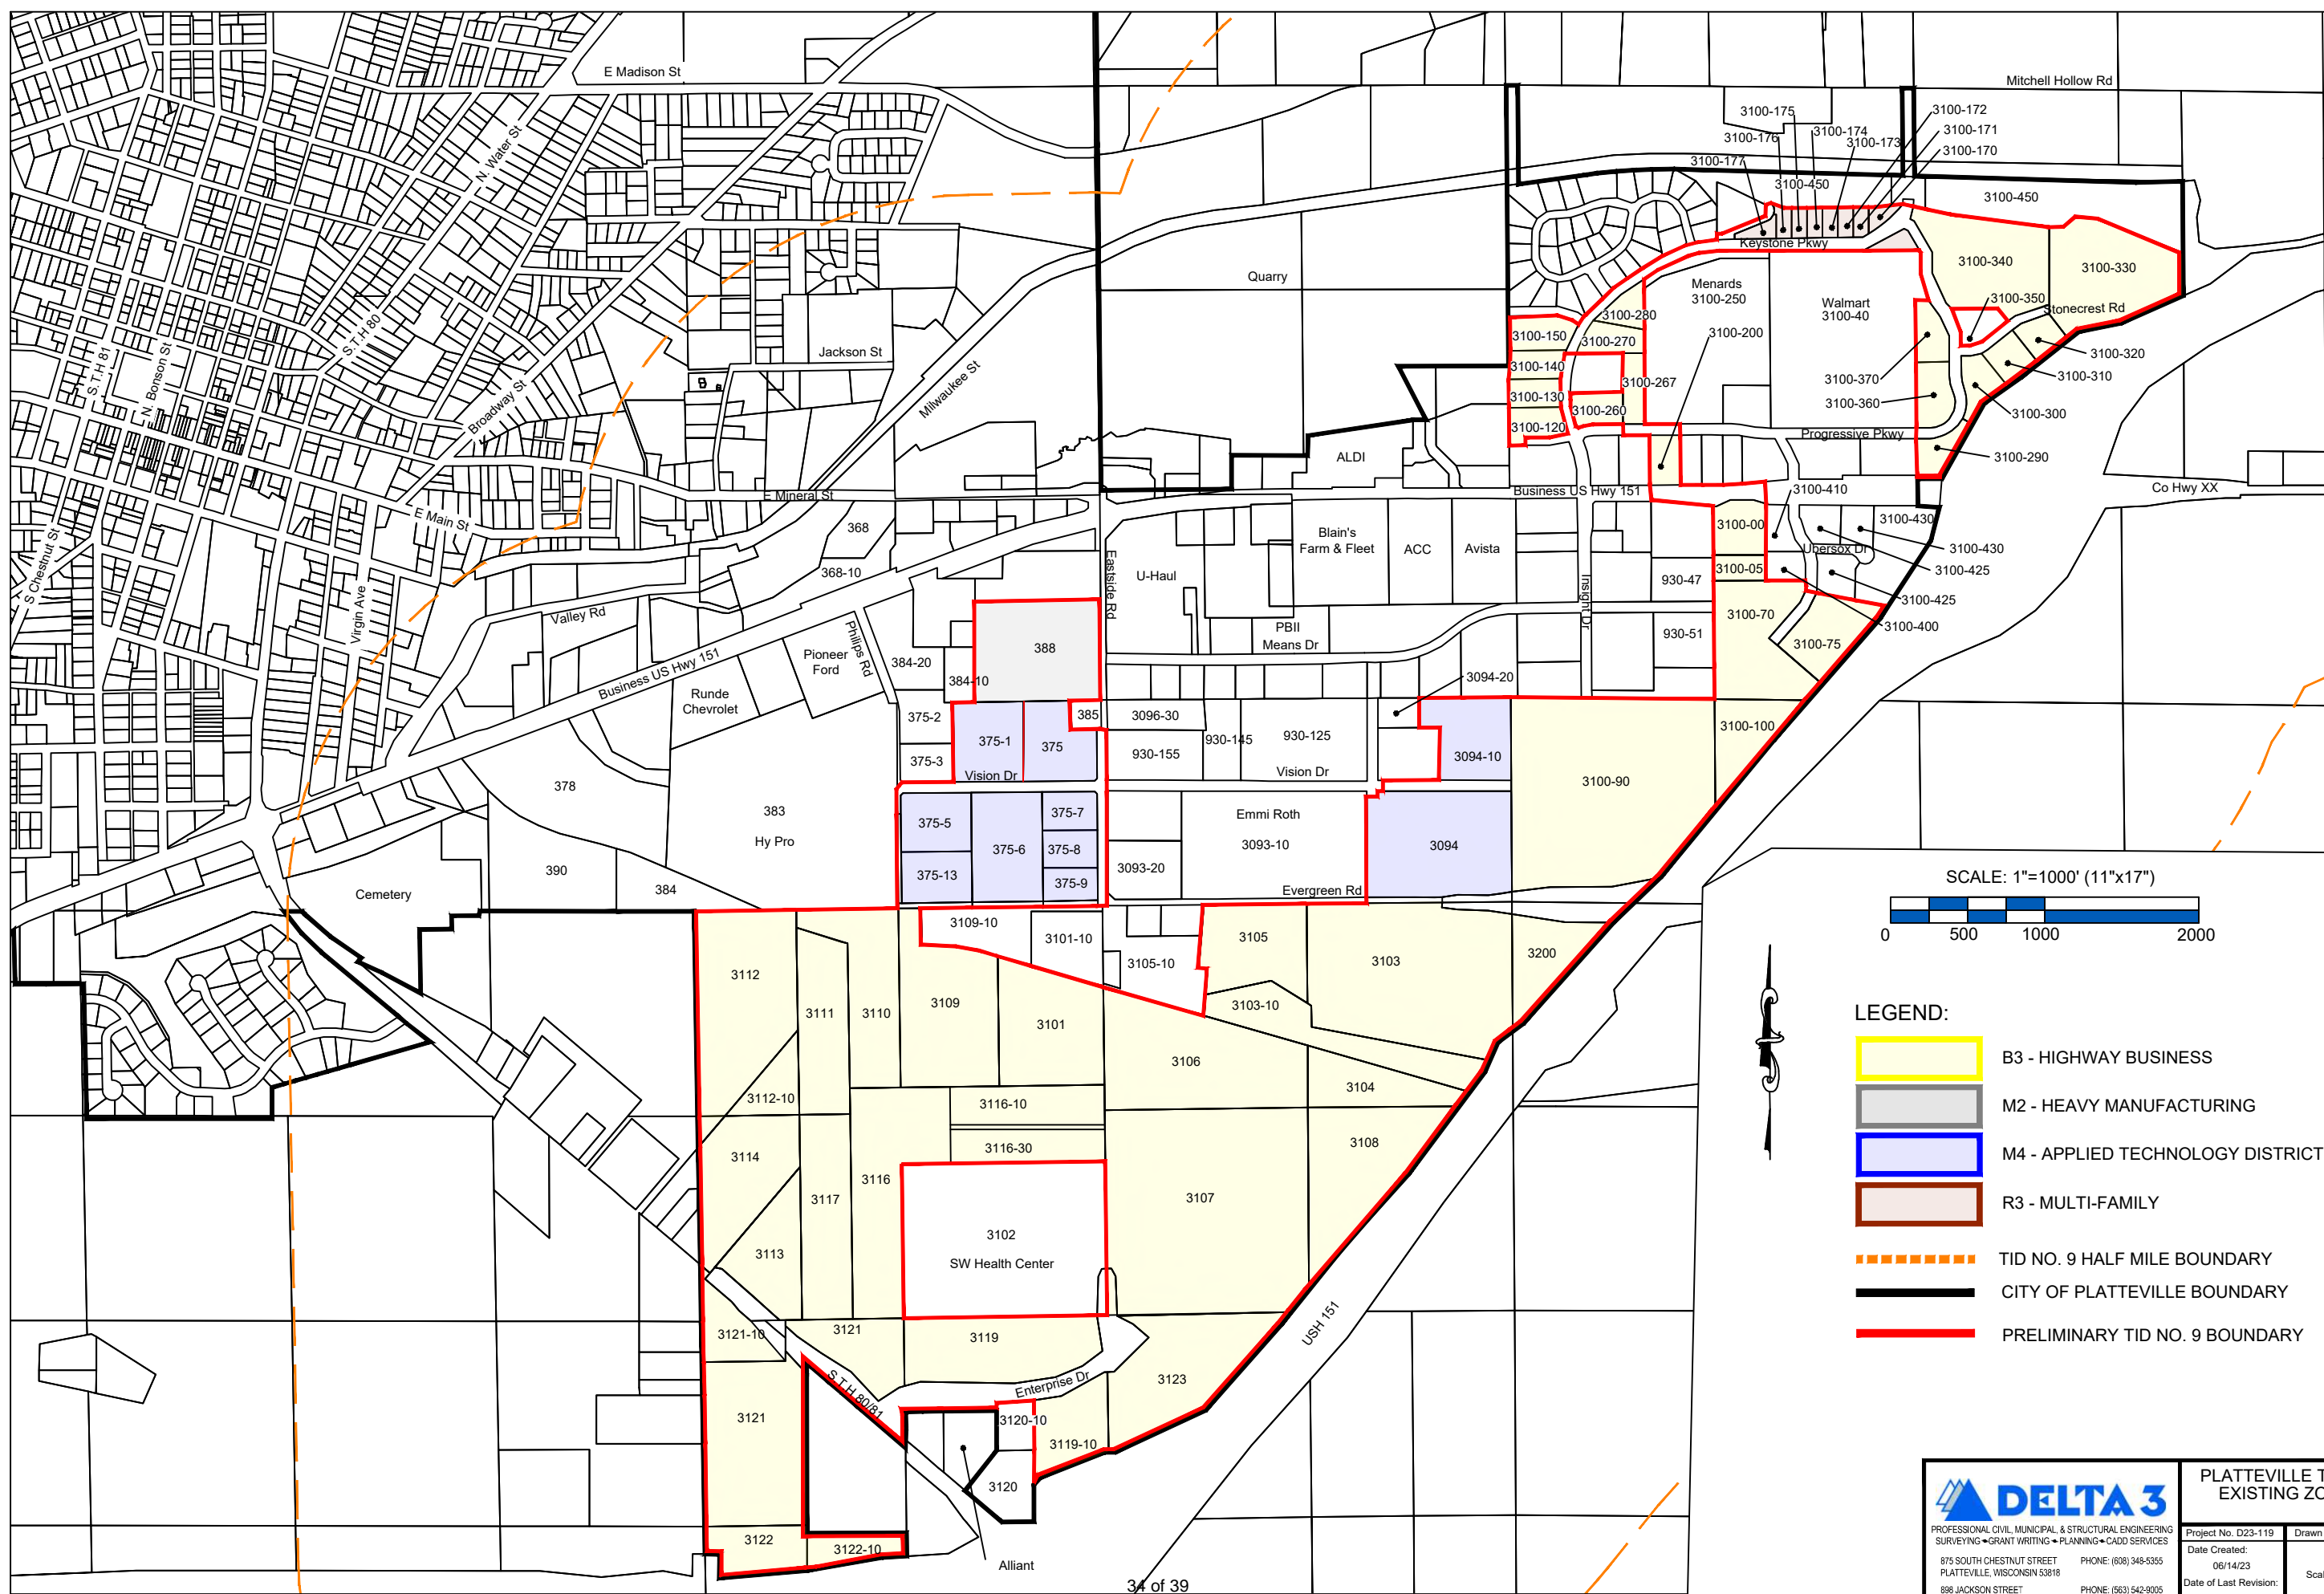 E Madison St
Mitchell Hollow Rd
3100-175
3100-172
3100-176
3100-174
3100-171
3100-173
3100-170
3100-177
3100-450
3100-450
N. Water St
Keystone Pkwy
Quarry
Menards
3100-250
3100-340
3100-330
Walmart
3100-40
3100-350
Stonecrest Rd
3100-280
3100-150
3100-270
3100-200
S.T.H 80
S.T.H 81
N. Bonson St
Jackson St
Milwaukee St
Broadway St
3100-140
3100-267
3100-370
3100-320
3100-310
3100-130
3100-260
3100-360
3100-300
3100-120
Progressive Pkwy
3100-290
ALDI
E Mineral St
Business US Hwy 151
3100-410
Co Hwy XX
E Main St
368
3100-00
3100-430
Blain's
Farm & Fleet
ACC
Avista
Ubersox Dr
3100-430
S Chestnut St
368-10
Eastside Rd
U-Haul
Insight Dr
930-47
3100-05
3100-425
Virgin Ave
Valley Rd
3100-425
3100-70
3100-400
PBII
Means Dr
930-51
3100-75
Philips Rd
Pioneer
Ford
388
384-20
384-10
Business US Hwy 151
Runde
Chevrolet
3094-20
375-2
385
3096-30
930-145
930-125
3100-100
375-1
375
930-155
3094-10
375-3
Vision Dr
Vision Dr
3100-90
378
383
Hy Pro
375-5
375-7
Emmi Roth
3093-10
3094
375-6
375-8
390
375-13
375-9
3093-20
384
Cemetery
Evergreen Rd
SCALE: 1"=1000' (11"x17")
0 500 1000 2000
3109-10
3101-10
3105
3103
3200
3105-10
3112
3109
3103-10
3111
3110
3101
LEGEND:
B3 - HIGHWAY BUSINESS
M2 - HEAVY MANUFACTURING
M4 - APPLIED TECHNOLOGY DISTRICT
R3 - MULTI-FAMILY
TID NO. 9 HALF MILE BOUNDARY
CITY OF PLATTEVILLE BOUNDARY
PRELIMINARY TID NO. 9 BOUNDARY
3106
3104
3112-10
3116-10
3114
3116-30
3108
3116
3117
3107
3102
SW Health Center
3113
3121-10
3121
3119
USH 151
Enterprise Dr
3123
S.T.H 80/81
3121
3120-10
3119-10
3120
3122
3122-10
Alliant
34 of 39
DELTA 3
PROFESSIONAL CIVIL, MUNICIPAL, & STRUCTURAL ENGINEERING
SURVEYING GRANT WRITING PLANNING CADD SERVICES
875 SOUTH CHESTNUT STREET PHONE: (608) 348-5355
PLATTEVILLE, WISCONSIN 53818
898 JACKSON STREET PHONE: (563) 542-9005
PLATTEVILLE T
EXISTING ZO
Project No. D23-119
Drawn
Date Created:
06/14/23
Date of Last Revision:
Scal